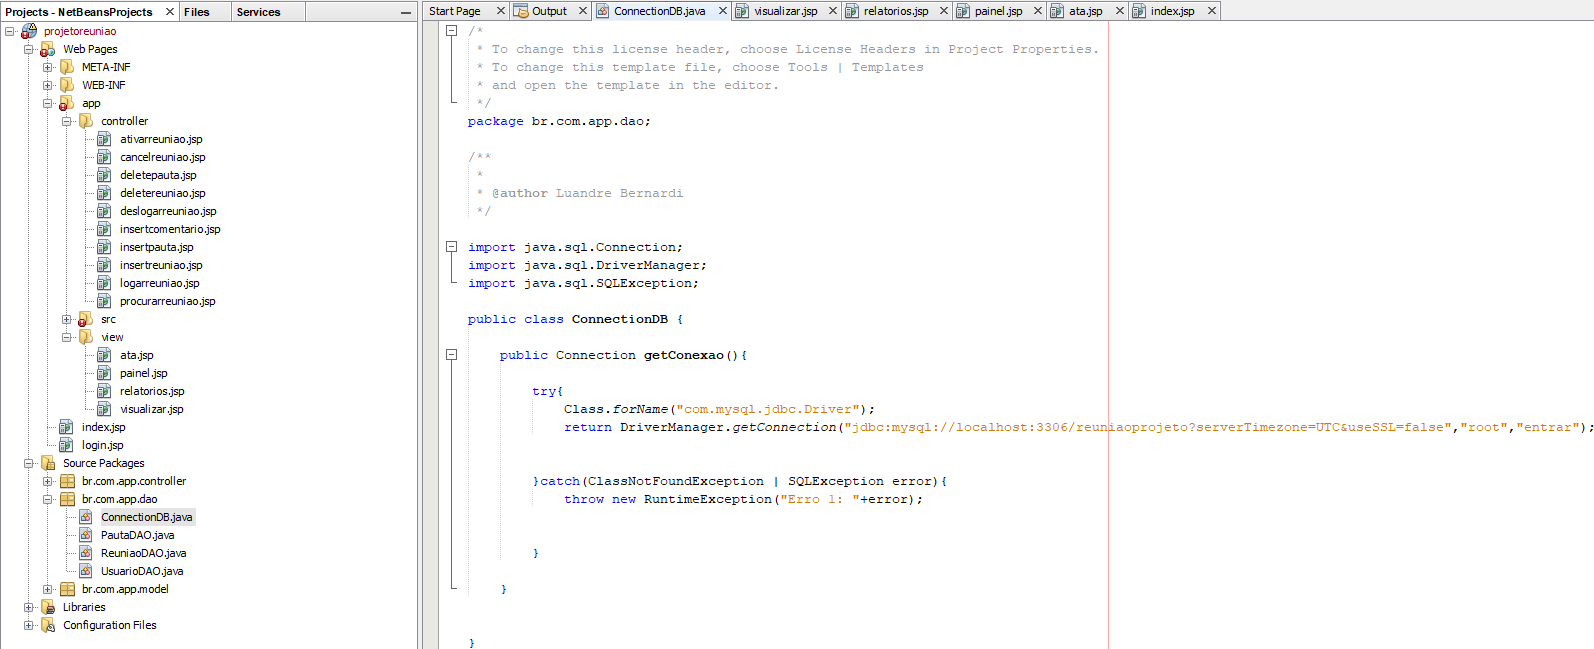 Projects - NetBeansProjects
Files
Services
projetoreuniao
Web Pages
META-INF
WEB-INF
app
controller
ativarreuniao.jsp
cancelreuniao.jsp
deletepauta.jsp
deletereuniao.jsp
deslogarreuniao.jsp
insertcomentario.jsp
insertpauta.jsp
insertreuniao.jsp
logarreuniao.jsp
procurarreuniao.jsp
src
view
ata.jsp
painel.jsp
relatorios.jsp
visualizar.jsp
index.jsp
login.jsp
Source Packages
br.com.app.controller
br.com.app.dao
ConnectionDB.java
PautaDAO.java
ReuniaoDAO.java
UsuarioDAO.java
br.com.app.model
Libraries
Configuration Files
Start Page
Output
ConnectionDB.java
visualizar.jsp
relatorios.jsp
painel.jsp
ata.jsp
index.jsp
/*
* To change this license header, choose License Headers in Project Properties.
* To change this template file, choose Tools | Templates
* and open the template in the editor.
*/
package br.com.app.dao;
/**
*
* @author Luandre Bernardi
*/
import java.sql.Connection;
import java.sql.DriverManager;
import java.sql.SQLException;
public class ConnectionDB {
public Connection getConexao(){
try{
Class.forName("com.mysql.jdbc.Driver");
return DriverManager.getConnection("jdbc:mysql://localhost:3306/reuniaoprojeto?serverTimezone=UTC&useSSL=false","root","entrar");
}catch(ClassNotFoundException | SQLException error){
throw new RuntimeException("Erro 1: "+error);
}
}
}